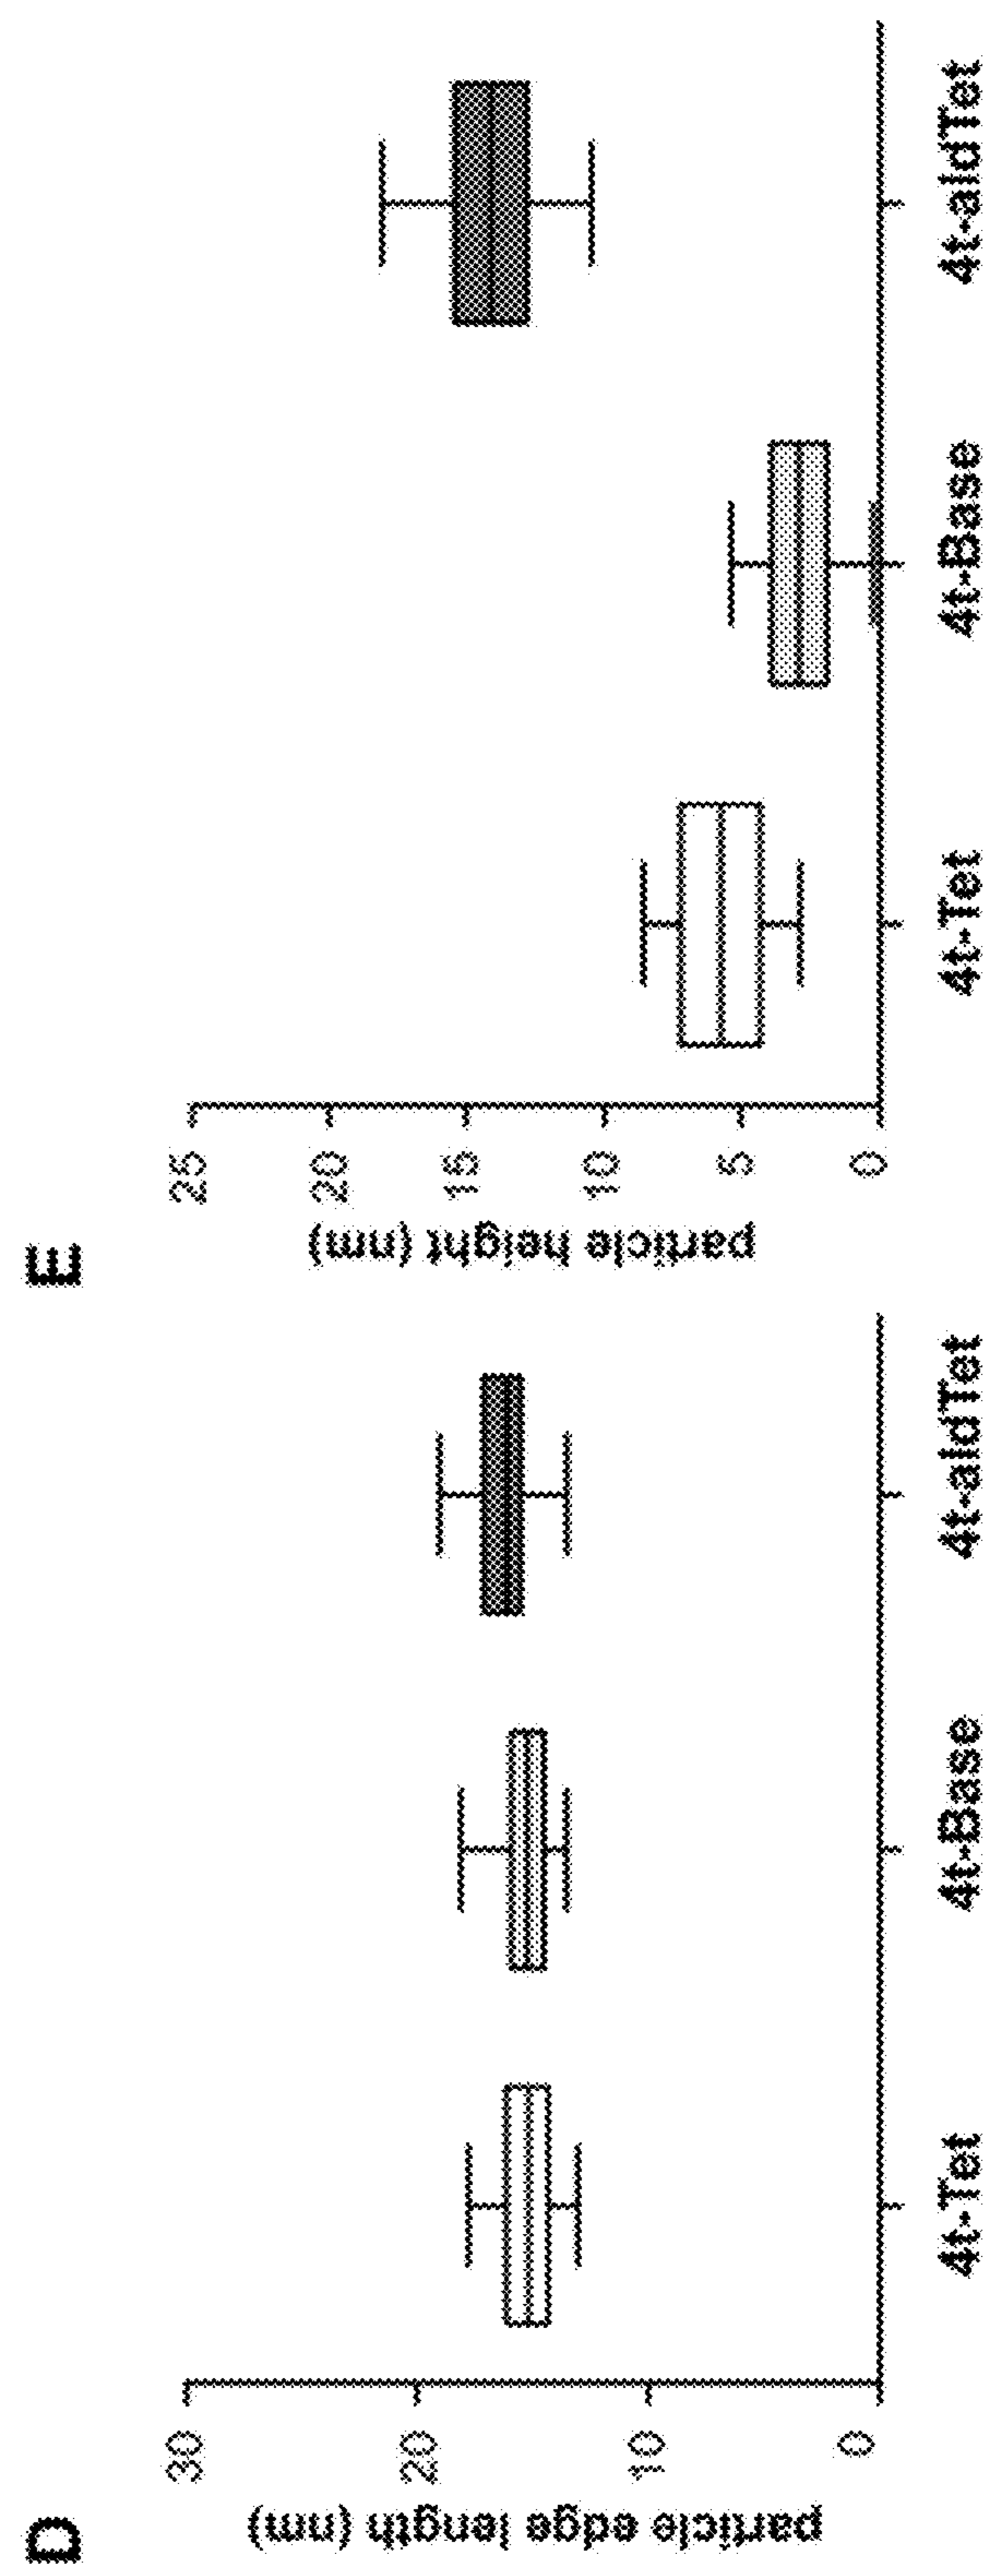 D
particle edge length (nm)
30
20
10
0
4t-Tet
4t-Base
4t-aldTet
E
particle height (nm)
25
20
15
10
5
0
4t-Tet
4t-Base
4t-aldTet